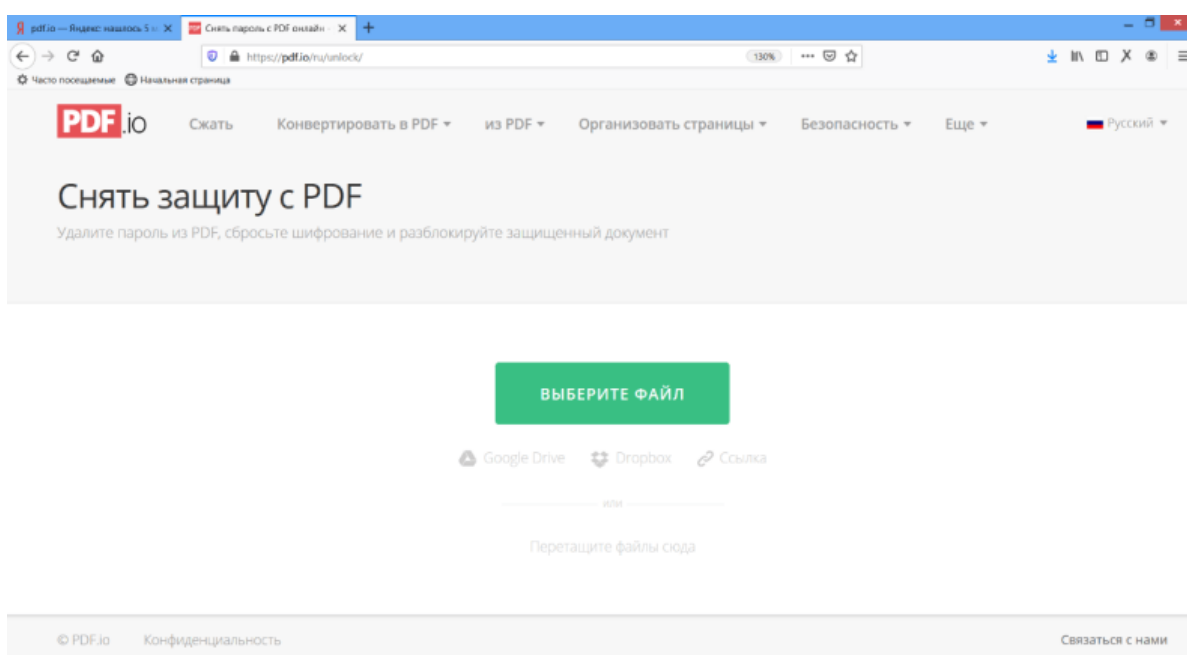 pdf.io — Яндекс: нашлось 5
Снять пароль с PDF онлайн -
https://pdf.io/ru/unlock/
130%
Часто посещаемые Начальная страница
PDF.io Сжать Конвертировать в PDF из PDF Организовать страницы Безопасность Еще Русский
Снять защиту с PDF
Удалите пароль из PDF, сбросьте шифрование и разблокируйте защищенный документ
ВЫБЕРИТЕ ФАЙЛ
Google Drive Dropbox Ссылка
или
Перетащите файлы сюда
© PDF.io Конфиденциальность Связаться с нами